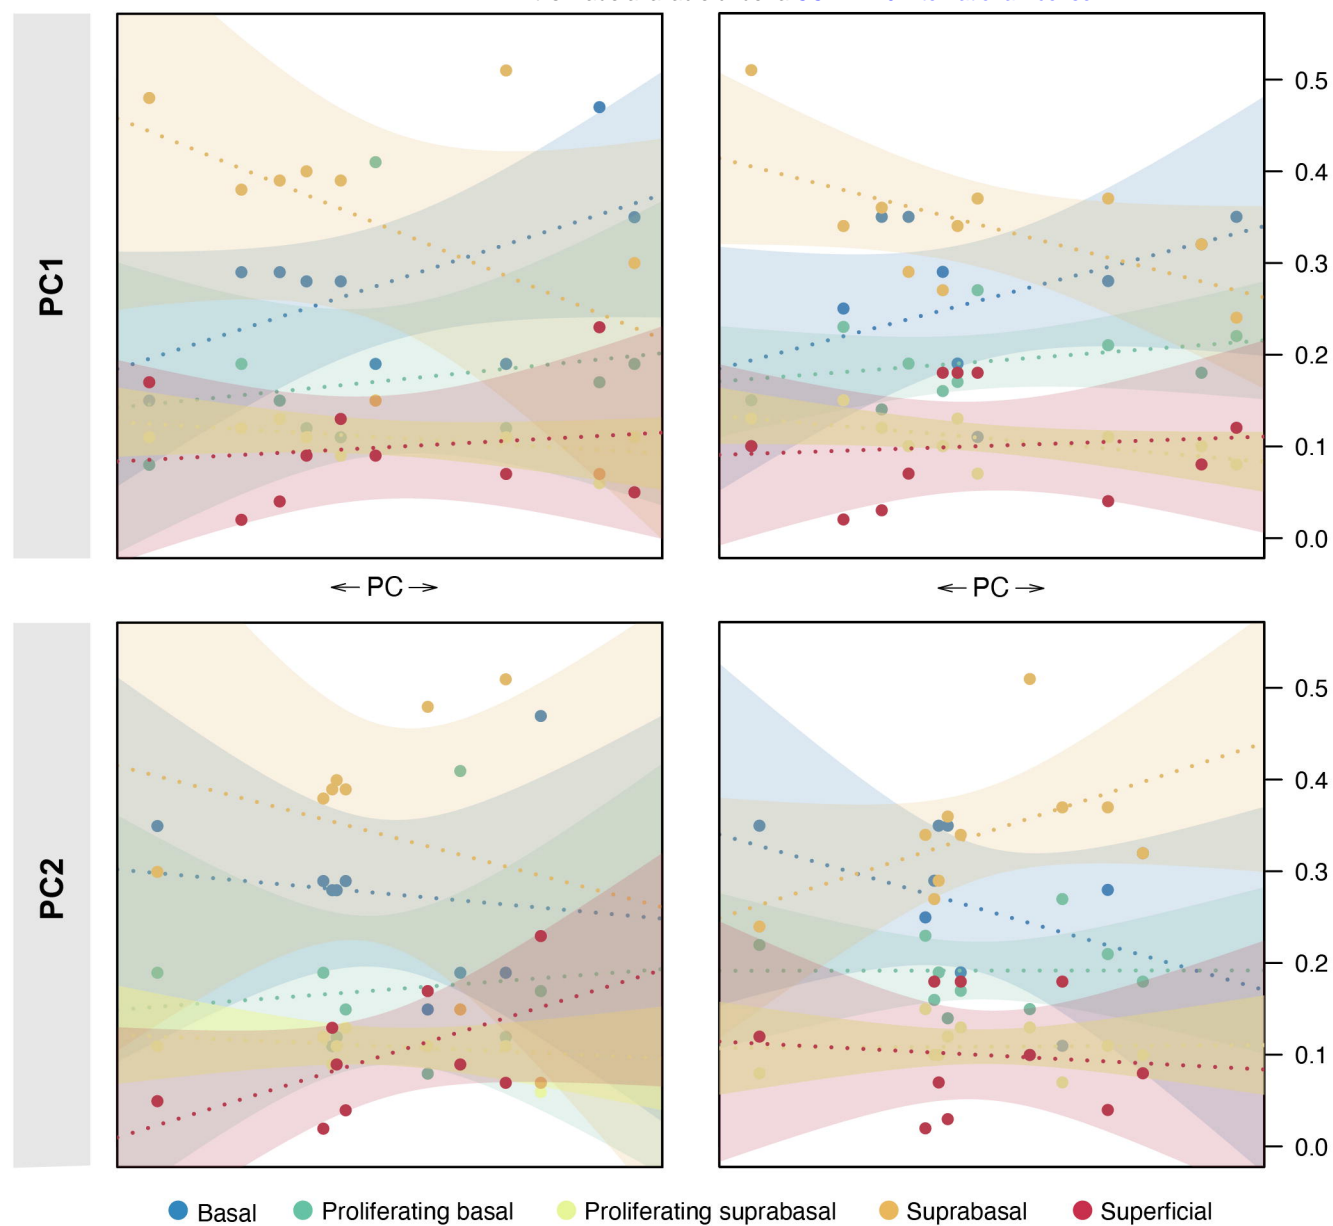 PC1
0.5
0.4
0.3
0.2
0.1
0.0
← PC →
← PC →
PC2
0.5
0.4
0.3
0.2
0.1
0.0
Basal
Proliferating basal
Proliferating suprabasal
Suprabasal
Superficial